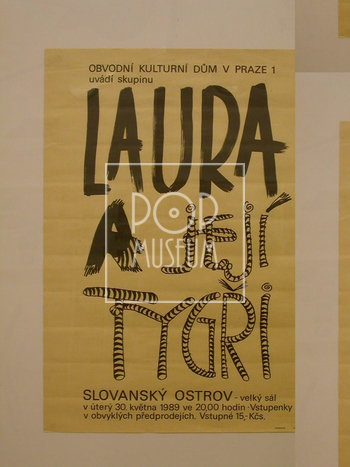 OBVODNÍ KULTURNÍ DŮM V PRAZE 1
uvádí skupinu
LAURA
A JEJÍ
TYGŘI
POP
MUSEUM
SLOVANSKÝ OSTROV - velký sál
v úterý 30. května 1989 ve 20,00 hodin · Vstupenky
v obvyklých předprodejích. Vstupné 15,- Kčs.